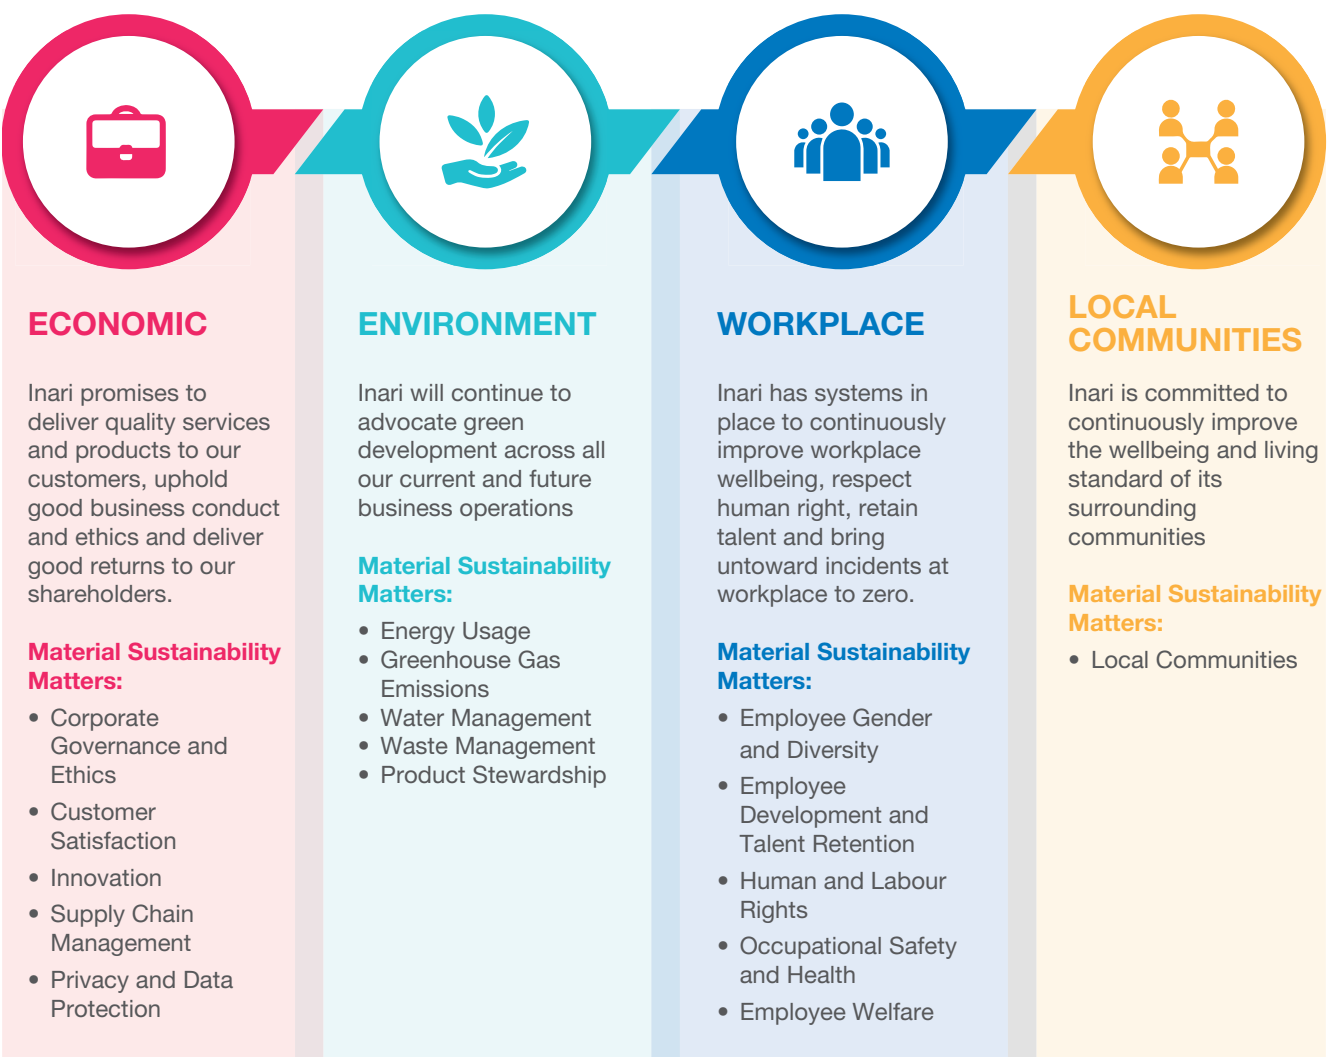 ECONOMIC
Inari promises to
deliver quality services
and products to our
customers, uphold
good business conduct
and ethics and deliver
good returns to our
shareholders.
Material Sustainability
Matters:
• Corporate
Governance and
Ethics
• Customer
Satisfaction
• Innovation
• Supply Chain
Management
• Privacy and Data
Protection
ENVIRONMENT
Inari will continue to
advocate green
development across all
our current and future
business operations
Material Sustainability
Matters:
• Energy Usage
• Greenhouse Gas
Emissions
• Water Management
• Waste Management
• Product Stewardship
WORKPLACE
Inari has systems in
place to continuously
improve workplace
wellbeing, respect
human right, retain
talent and bring
untoward incidents at
workplace to zero.
Material Sustainability
Matters:
• Employee Gender
and Diversity
• Employee
Development and
Talent Retention
• Human and Labour
Rights
• Occupational Safety
and Health
• Employee Welfare
LOCAL
COMMUNITIES
Inari is committed to
continuously improve
the wellbeing and living
standard of its
surrounding
communities
Material Sustainability
Matters:
• Local Communities